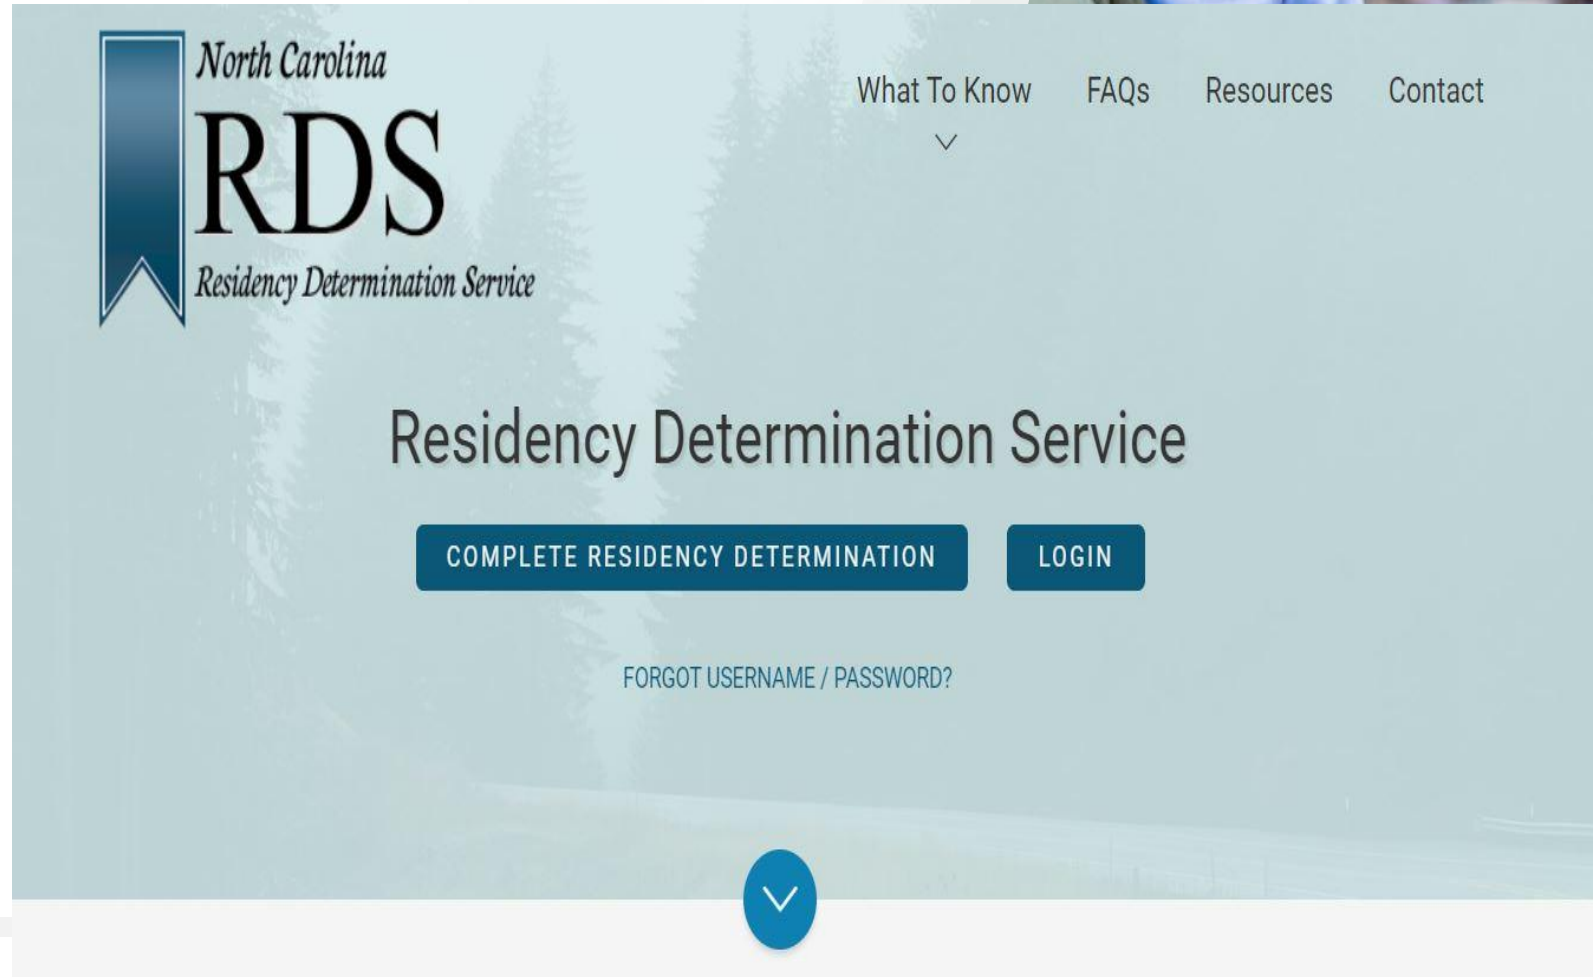 North Carolina
RDS
Residency Determination Service
What To Know FAQs Resources Contact
Residency Determination Service
COMPLETE RESIDENCY DETERMINATION LOGIN
FORGOT USERNAME / PASSWORD?